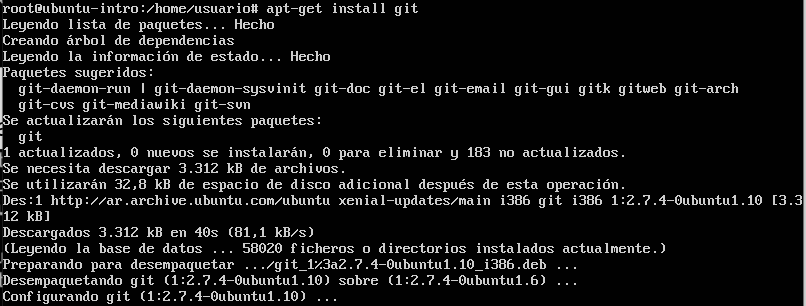 root@ubuntu-intro:/home/usuario# apt-get install git
Leyendo lista de paquetes... Hecho
Creando árbol de dependencias
Leyendo la información de estado... Hecho
Paquetes sugeridos:
  git-daemon-run | git-daemon-sysvinit git-doc git-el git-email git-gui gitk gitweb git-arch
  git-cvs git-mediawiki git-svn
Se actualizarán los siguientes paquetes:
  git
1 actualizados, 0 nuevos se instalarán, 0 para eliminar y 183 no actualizados.
Se necesita descargar 3.312 kB de archivos.
Se utilizarán 32,8 kB de espacio de disco adicional después de esta operación.
Des:1 http://ar.archive.ubuntu.com/ubuntu xenial-updates/main i386 git i386 1:2.7.4-0ubuntu1.10 [3.3
12 kB]
Descargados 3.312 kB en 40s (81,1 kB/s)
(Leyendo la base de datos ... 58020 ficheros o directorios instalados actualmente.)
Preparando para desempaquetar .../git_1%3a2.7.4-0ubuntu1.10_i386.deb ...
Desempaquetando git (1:2.7.4-0ubuntu1.10) sobre (1:2.7.4-0ubuntu1.6) ...
Configurando git (1:2.7.4-0ubuntu1.10) ...